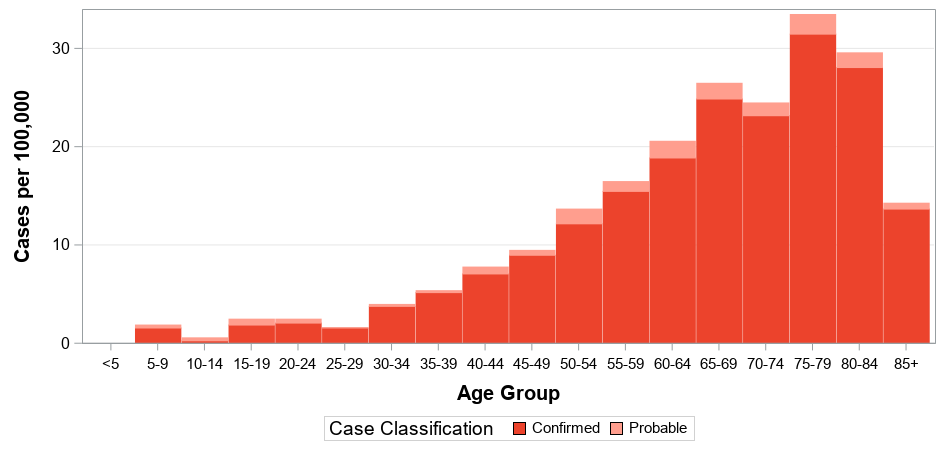 Cases per 100,000
30
20
10
0
<5 5-9 10-14 15-19 20-24 25-29 30-34 35-39 40-44 45-49 50-54 55-59 60-64 65-69 70-74 75-79 80-84 85+
Age Group
Case Classification Confirmed Probable